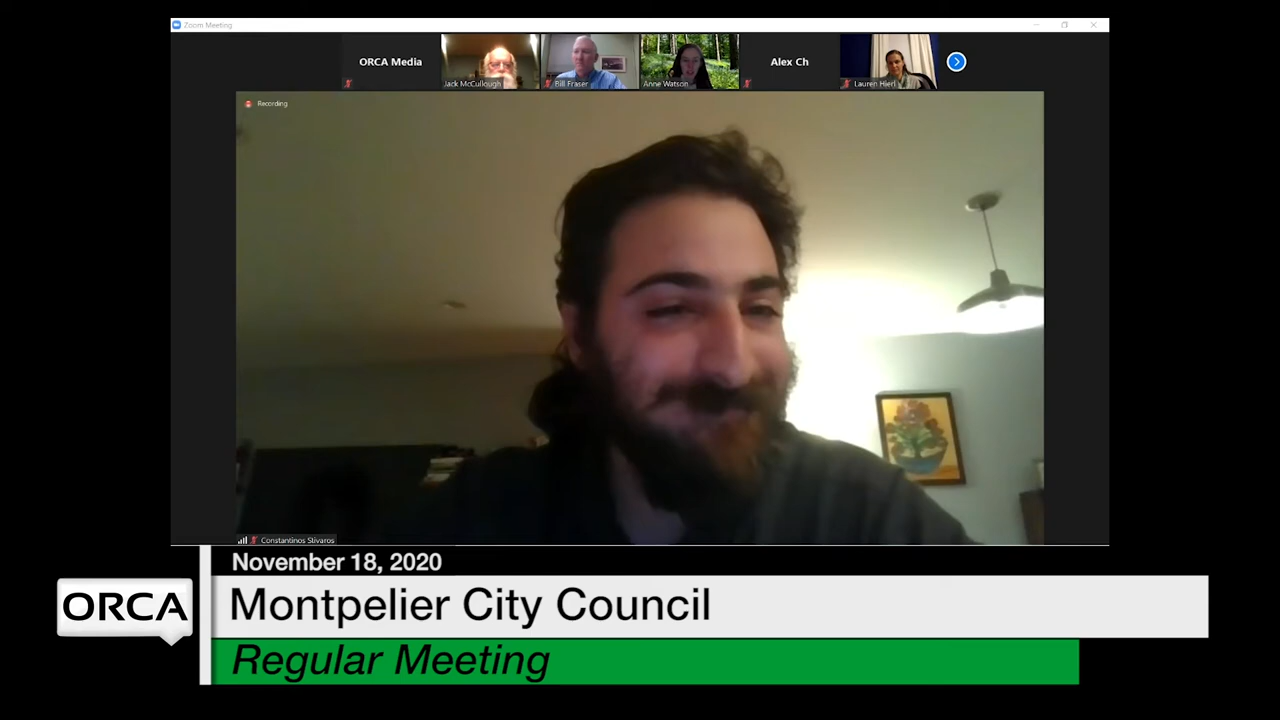 Zoom Meeting
ORCA Media
Jack McCullough
Bill Fraser
Anne Watson
Alex Ch
Lauren Hierl
Recording
Constantinos Stivaros
November 18, 2020
ORCA
Montpelier City Council
Regular Meeting